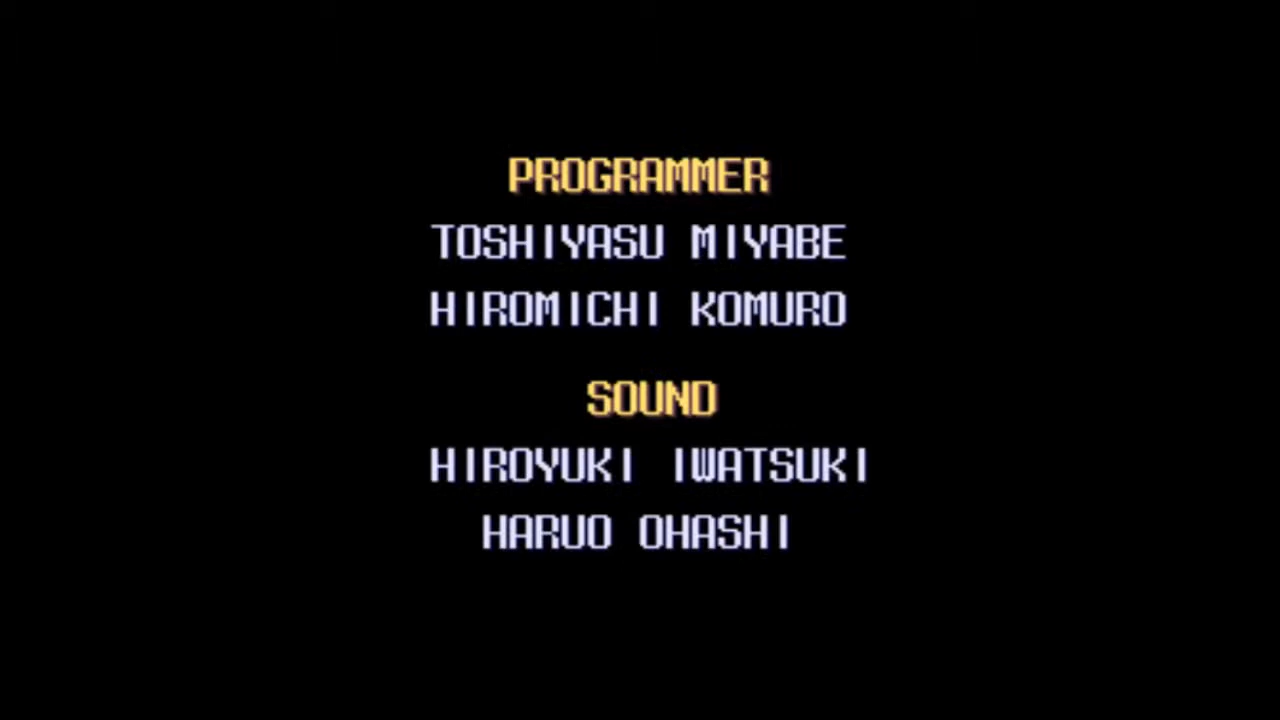 PROGRAMMER
TOSHIYASU MIYABE
HIROMICHI KOMURO
SOUND
HIROYUKI IWATSUKI
HARUO OHASHI